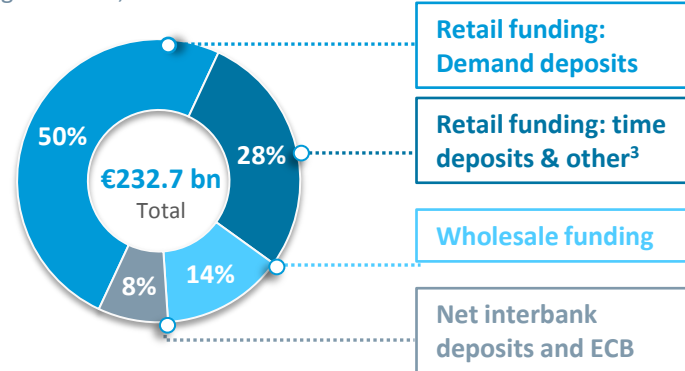 Retail funding:
Demand deposits
50%
28%
Retail funding: time
deposits & other³
€232.7 bn
Total
Wholesale funding
14%
8%
Net interbank
deposits and ECB